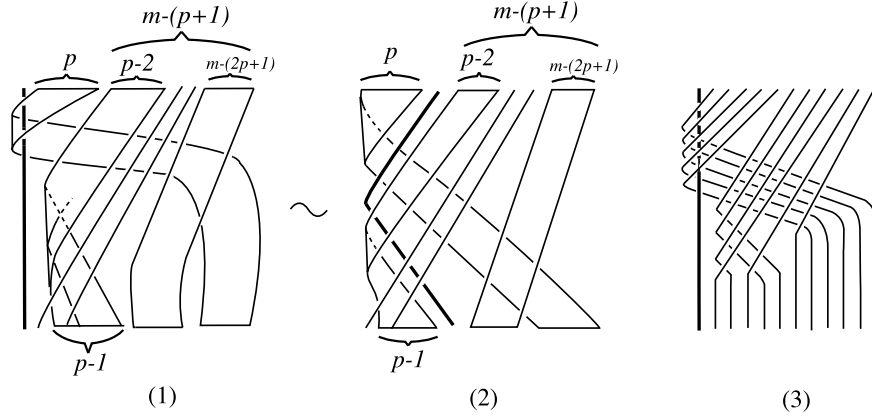 m-(p+1) m-(p+1)
p p-2 m-(2p+1) p p-2 m-(2p+1)
p-1 p-1
(1) (2) (3)